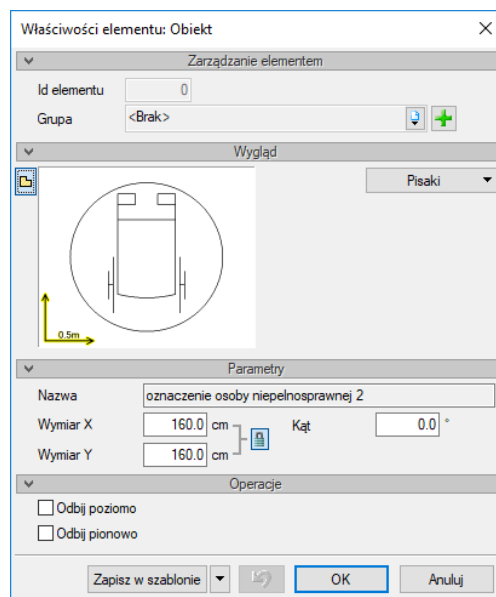 Właściwości elementu: Obiekt
Zarządzanie elementem
Id elementu 0
Grupa <Brak>
Wygląd
Pisaki
0.5m
Parametry
Nazwa oznaczenie osoby niepełnosprawnej 2
Wymiar X 160.0 cm Kąt 0.0 °
Wymiar Y 160.0 cm
Operacje
Odbij poziomo
Odbij pionowo
Zapisz w szablonie OK Anuluj